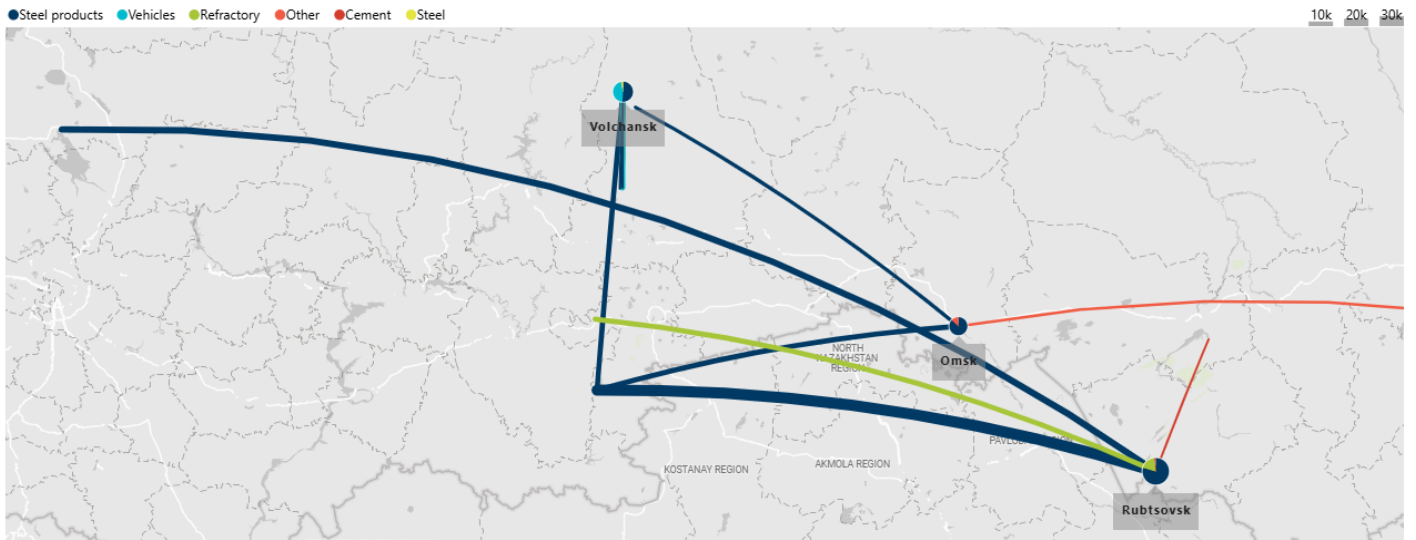 Steel products Vehicles Refractory Other Cement Steel
10k 20k 30k
Volchansk
Omsk
NORTH
KAZAKHSTAN
REGION
KOSTANAY REGION
AKMOLA REGION
Rubtsovsk